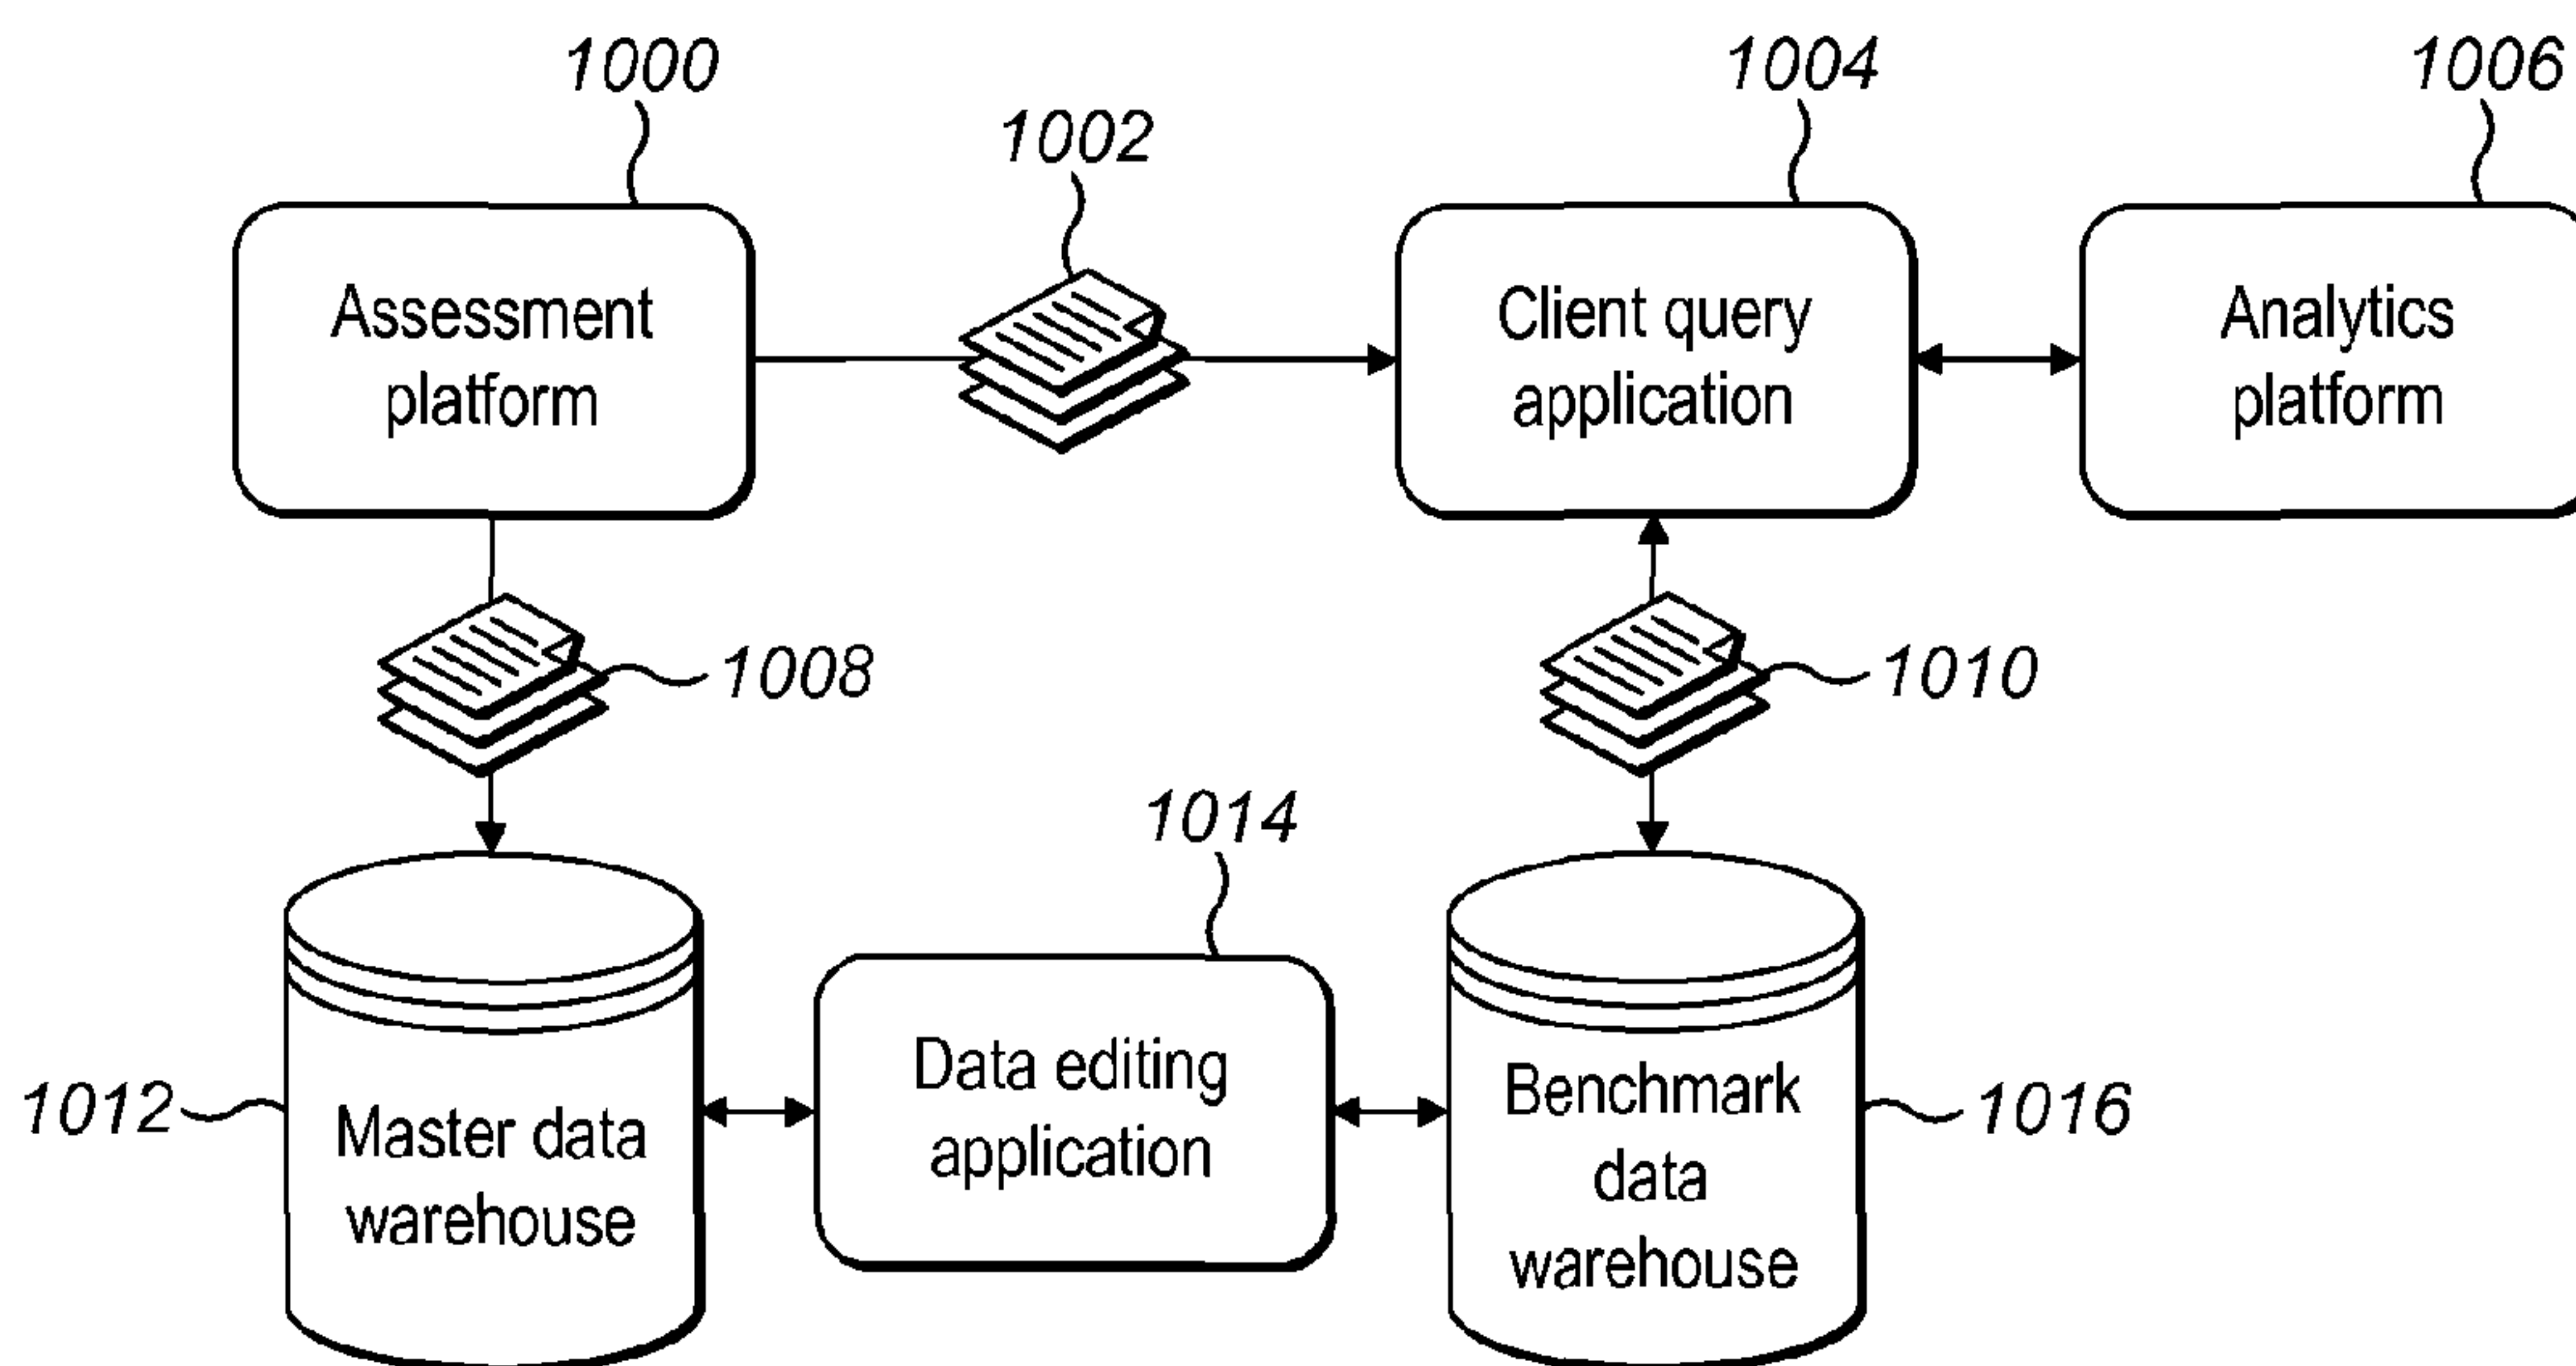 1000
1002
1004
1006
Assessment
platform
Client query
application
Analytics
platform
1008
1010
1012
Master data
warehouse
1014
Data editing
application
Benchmark
data
warehouse
1016